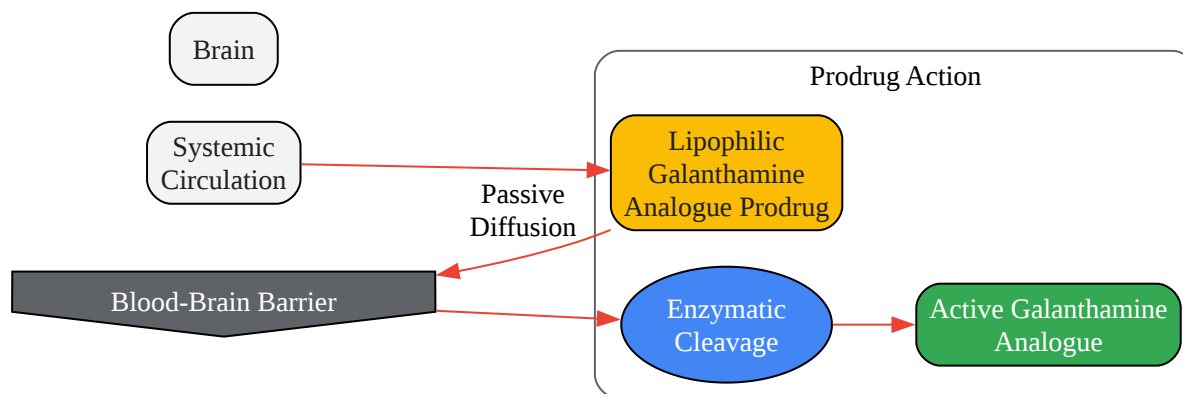 Brain
Prodrug Action
Systemic
Circulation
Lipophilic
Galanthamine
Analogue Prodrug
Passive
Diffusion
Blood-Brain Barrier
Enzymatic
Cleavage
Active Galanthamine
Analogue